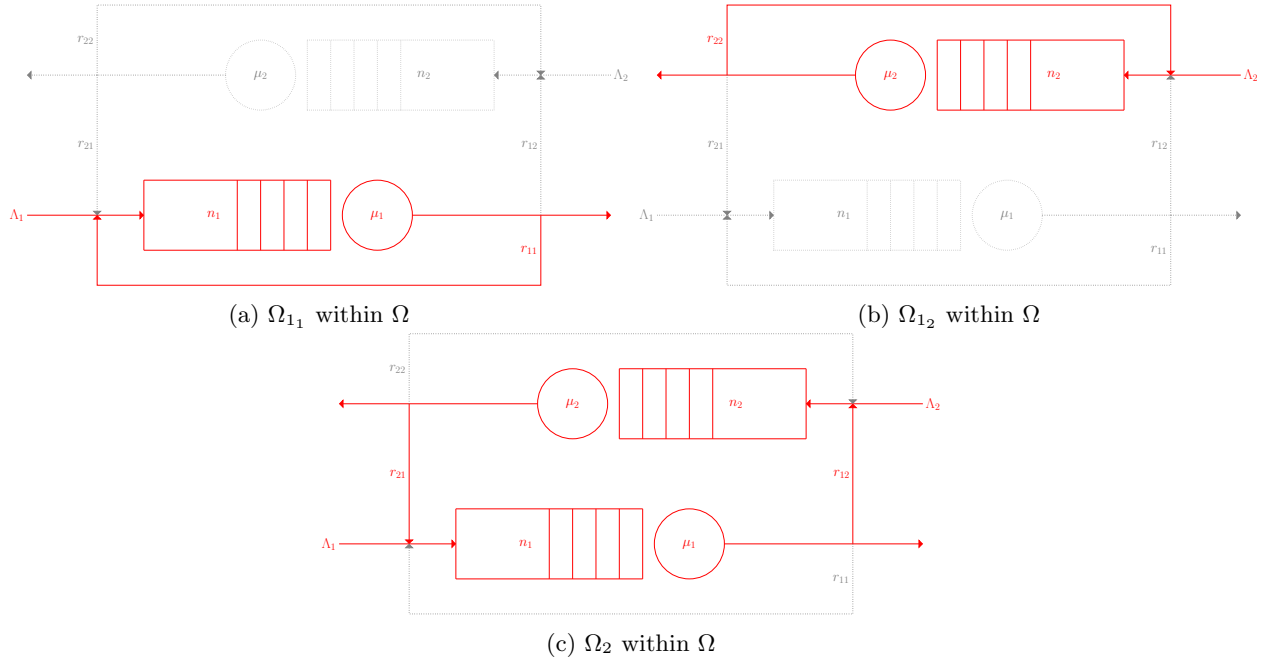 r₂₂
μ₂
n₂
Λ₂
r₂₁
r₁₂
Λ₁
n₁
μ₁
r₁₁
(a) Ω₁₁ within Ω
r₂₂
μ₂
n₂
Λ₂
r₂₁
r₁₂
Λ₁
n₁
μ₁
r₁₁
(b) Ω₁₂ within Ω
r₂₂
μ₂
n₂
Λ₂
r₂₁
r₁₂
Λ₁
n₁
μ₁
r₁₁
(c) Ω₂ within Ω